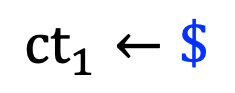 ct₁ ← $